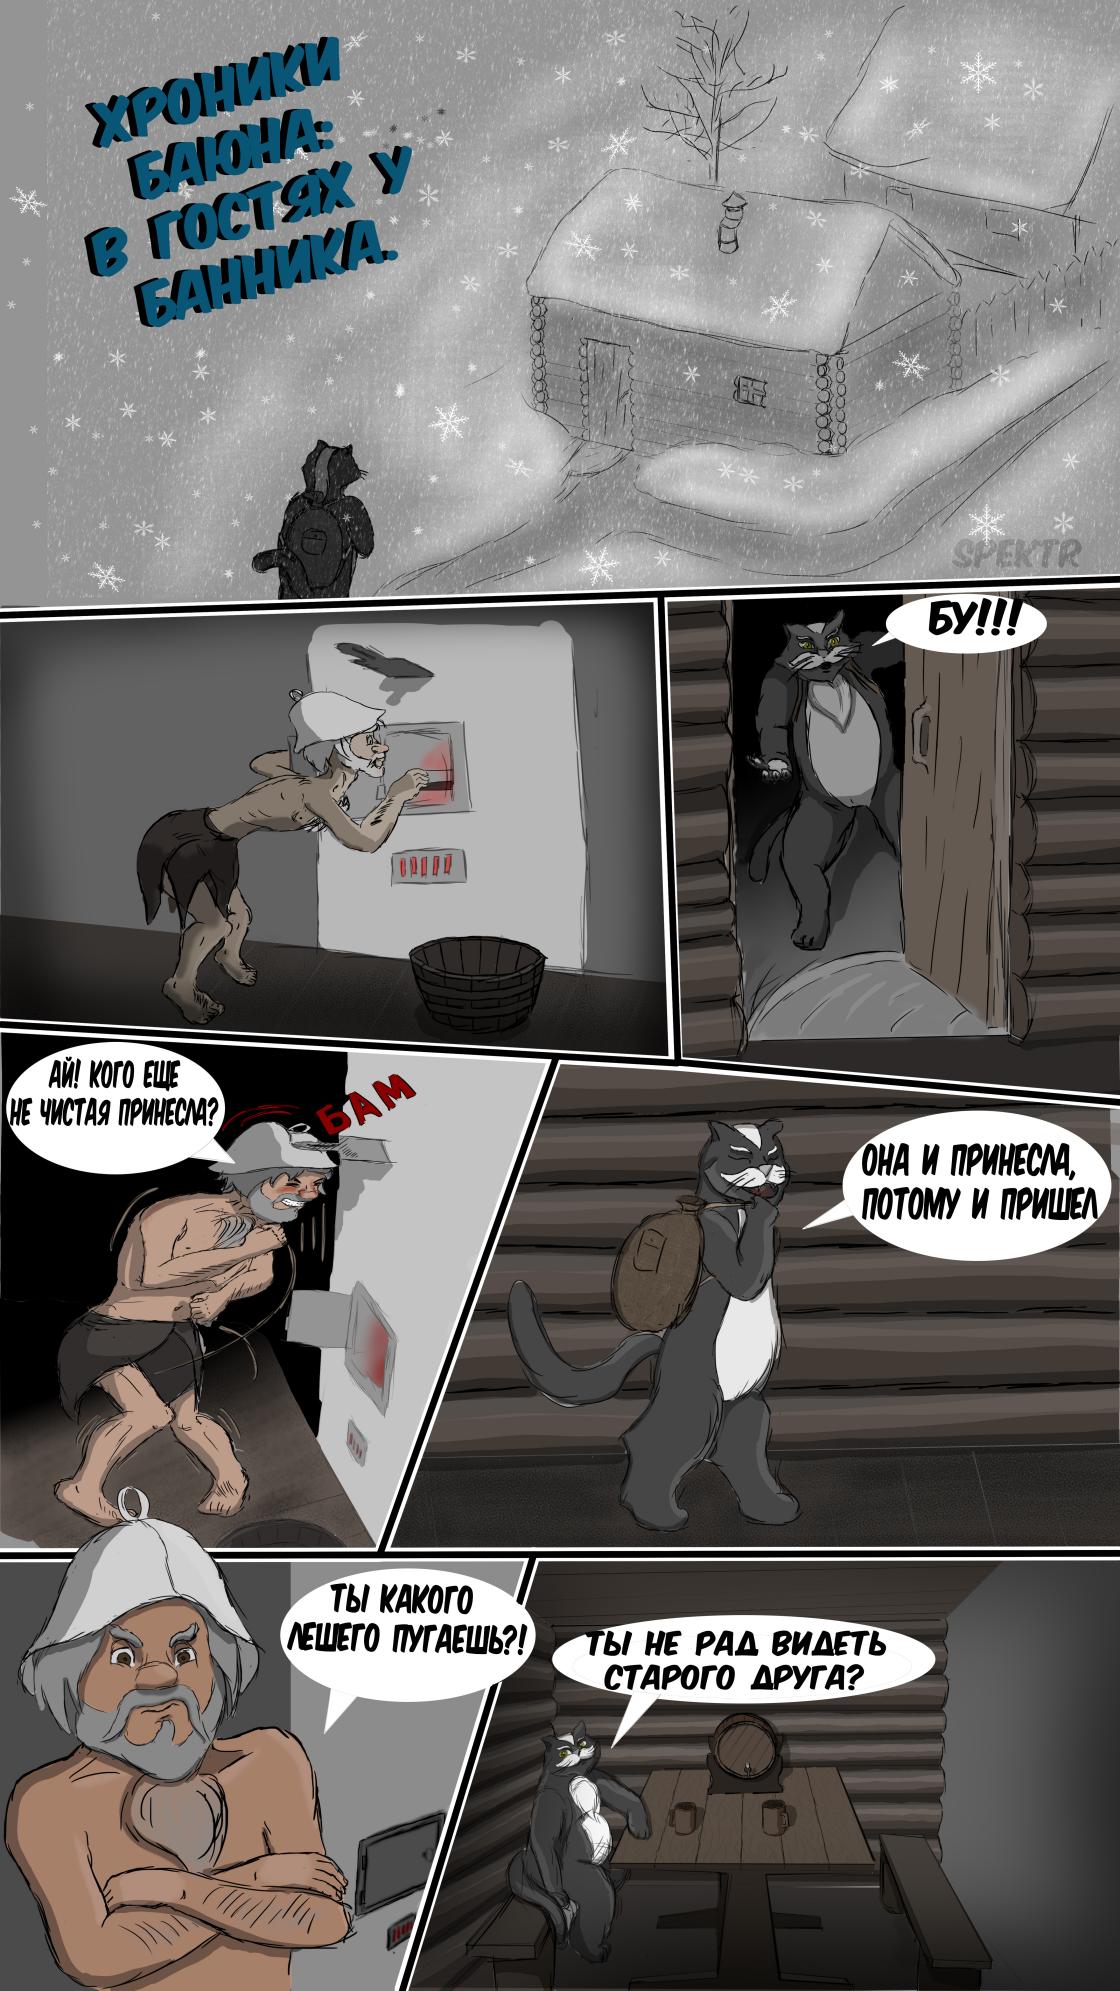 ХРОНИКИ
БАЮНА:
В ГОСТЯХ У
БАННИКА.
SPEKTR
БУ!!!
АЙ! КОГО ЕЩЕ
НЕ ЧИСТАЯ ПРИНЕСЛА?
БАМ
ОНА И ПРИНЕСЛА,
ПОТОМУ И ПРИШЕЛ
ТЫ КАКОГО
ЛЕШЕГО ПУГАЕШЬ?!
ТЫ НЕ РАД ВИДЕТЬ
СТАРОГО ДРУГА?